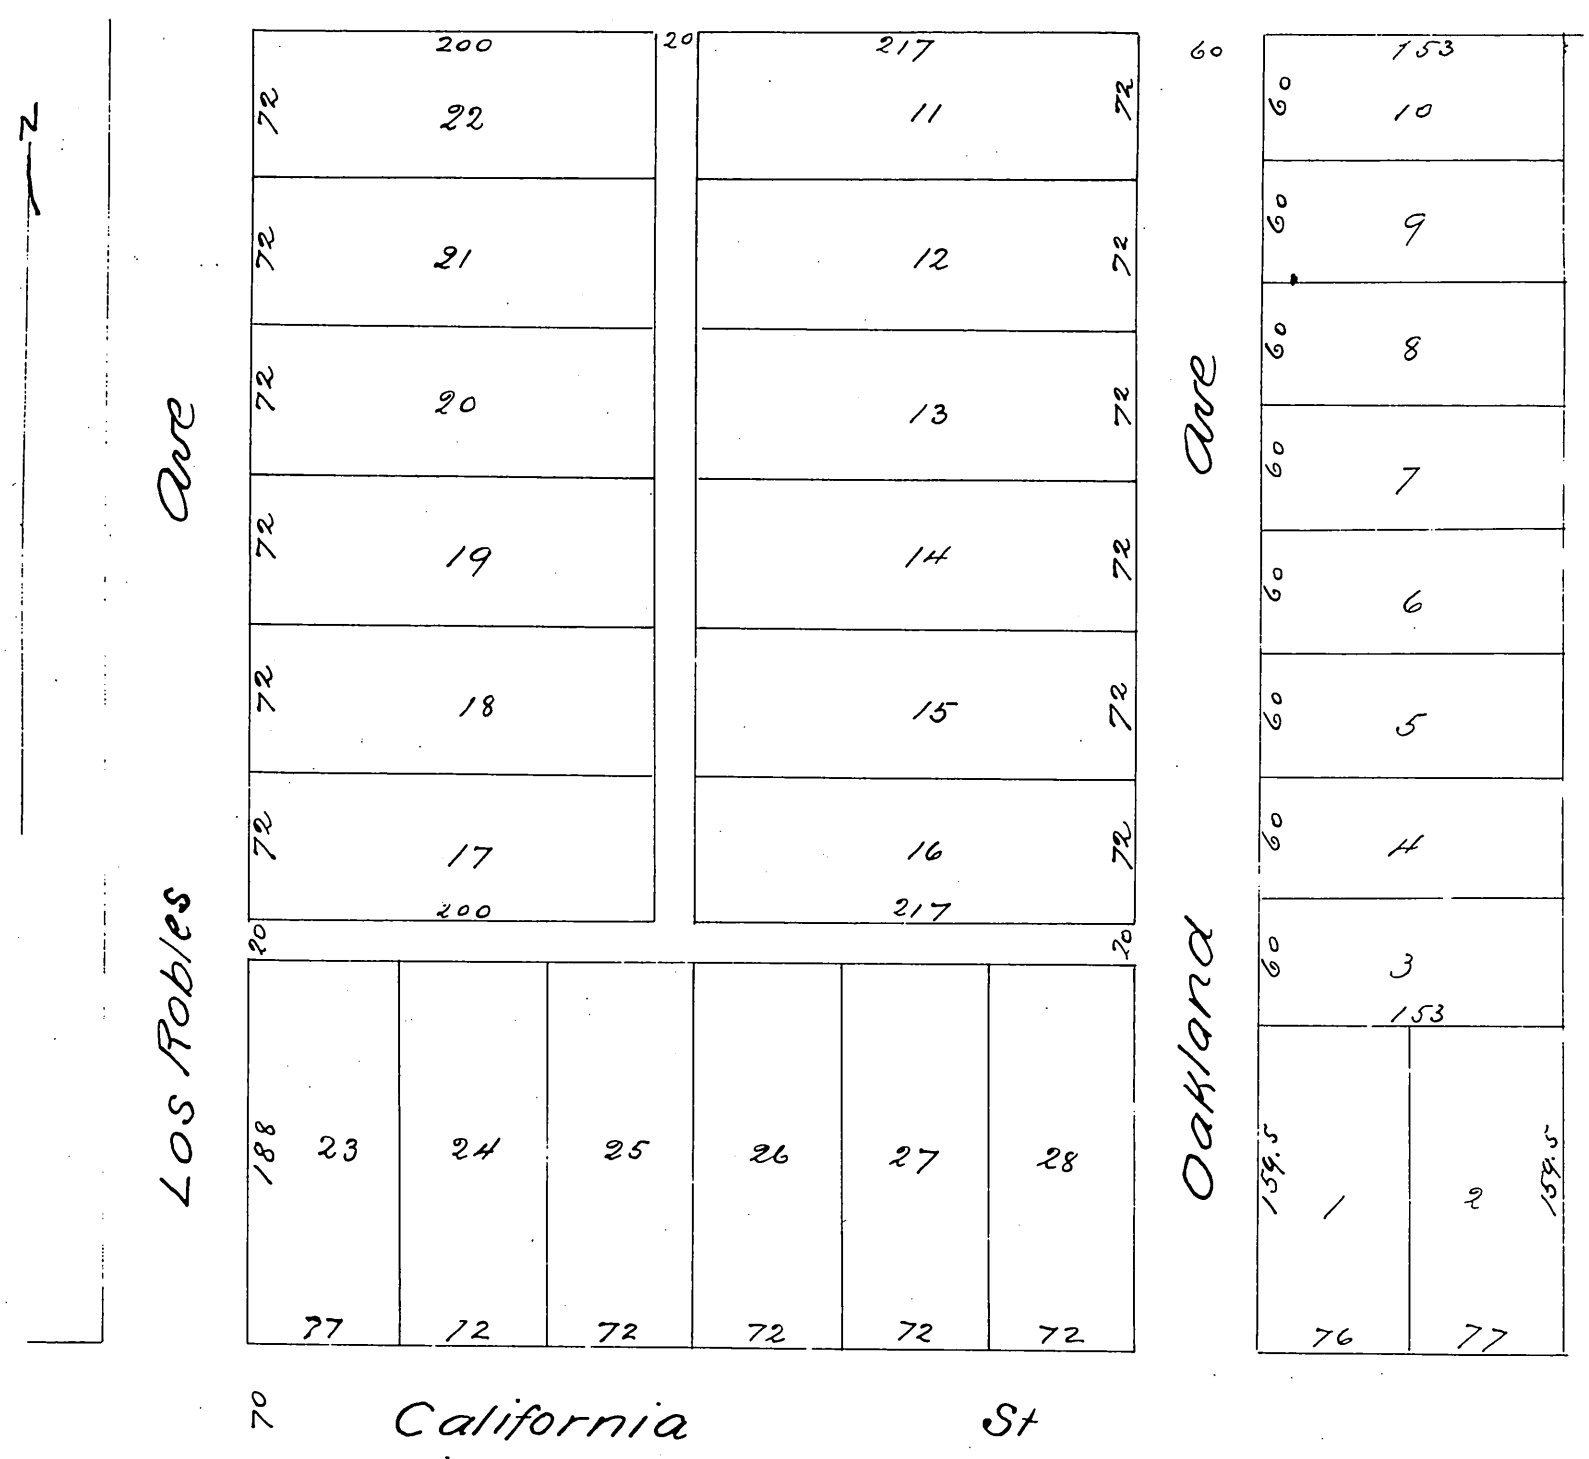 200 20 217 60 153
72 22 11 72 60 10
72 21 12 72 60 9
72 20 13 72 60 8
60 7
72 19 14 72 60 6
72 18 15 72 60 5
72 17 16 72 60 4
200 217
20 20 60 3
153
188 23 24 25 26 27 28 159.5 1 2 159.5
77 72 72 72 72 72 76 77
70 California St
Los Robles Ave
Oakland Ave
N